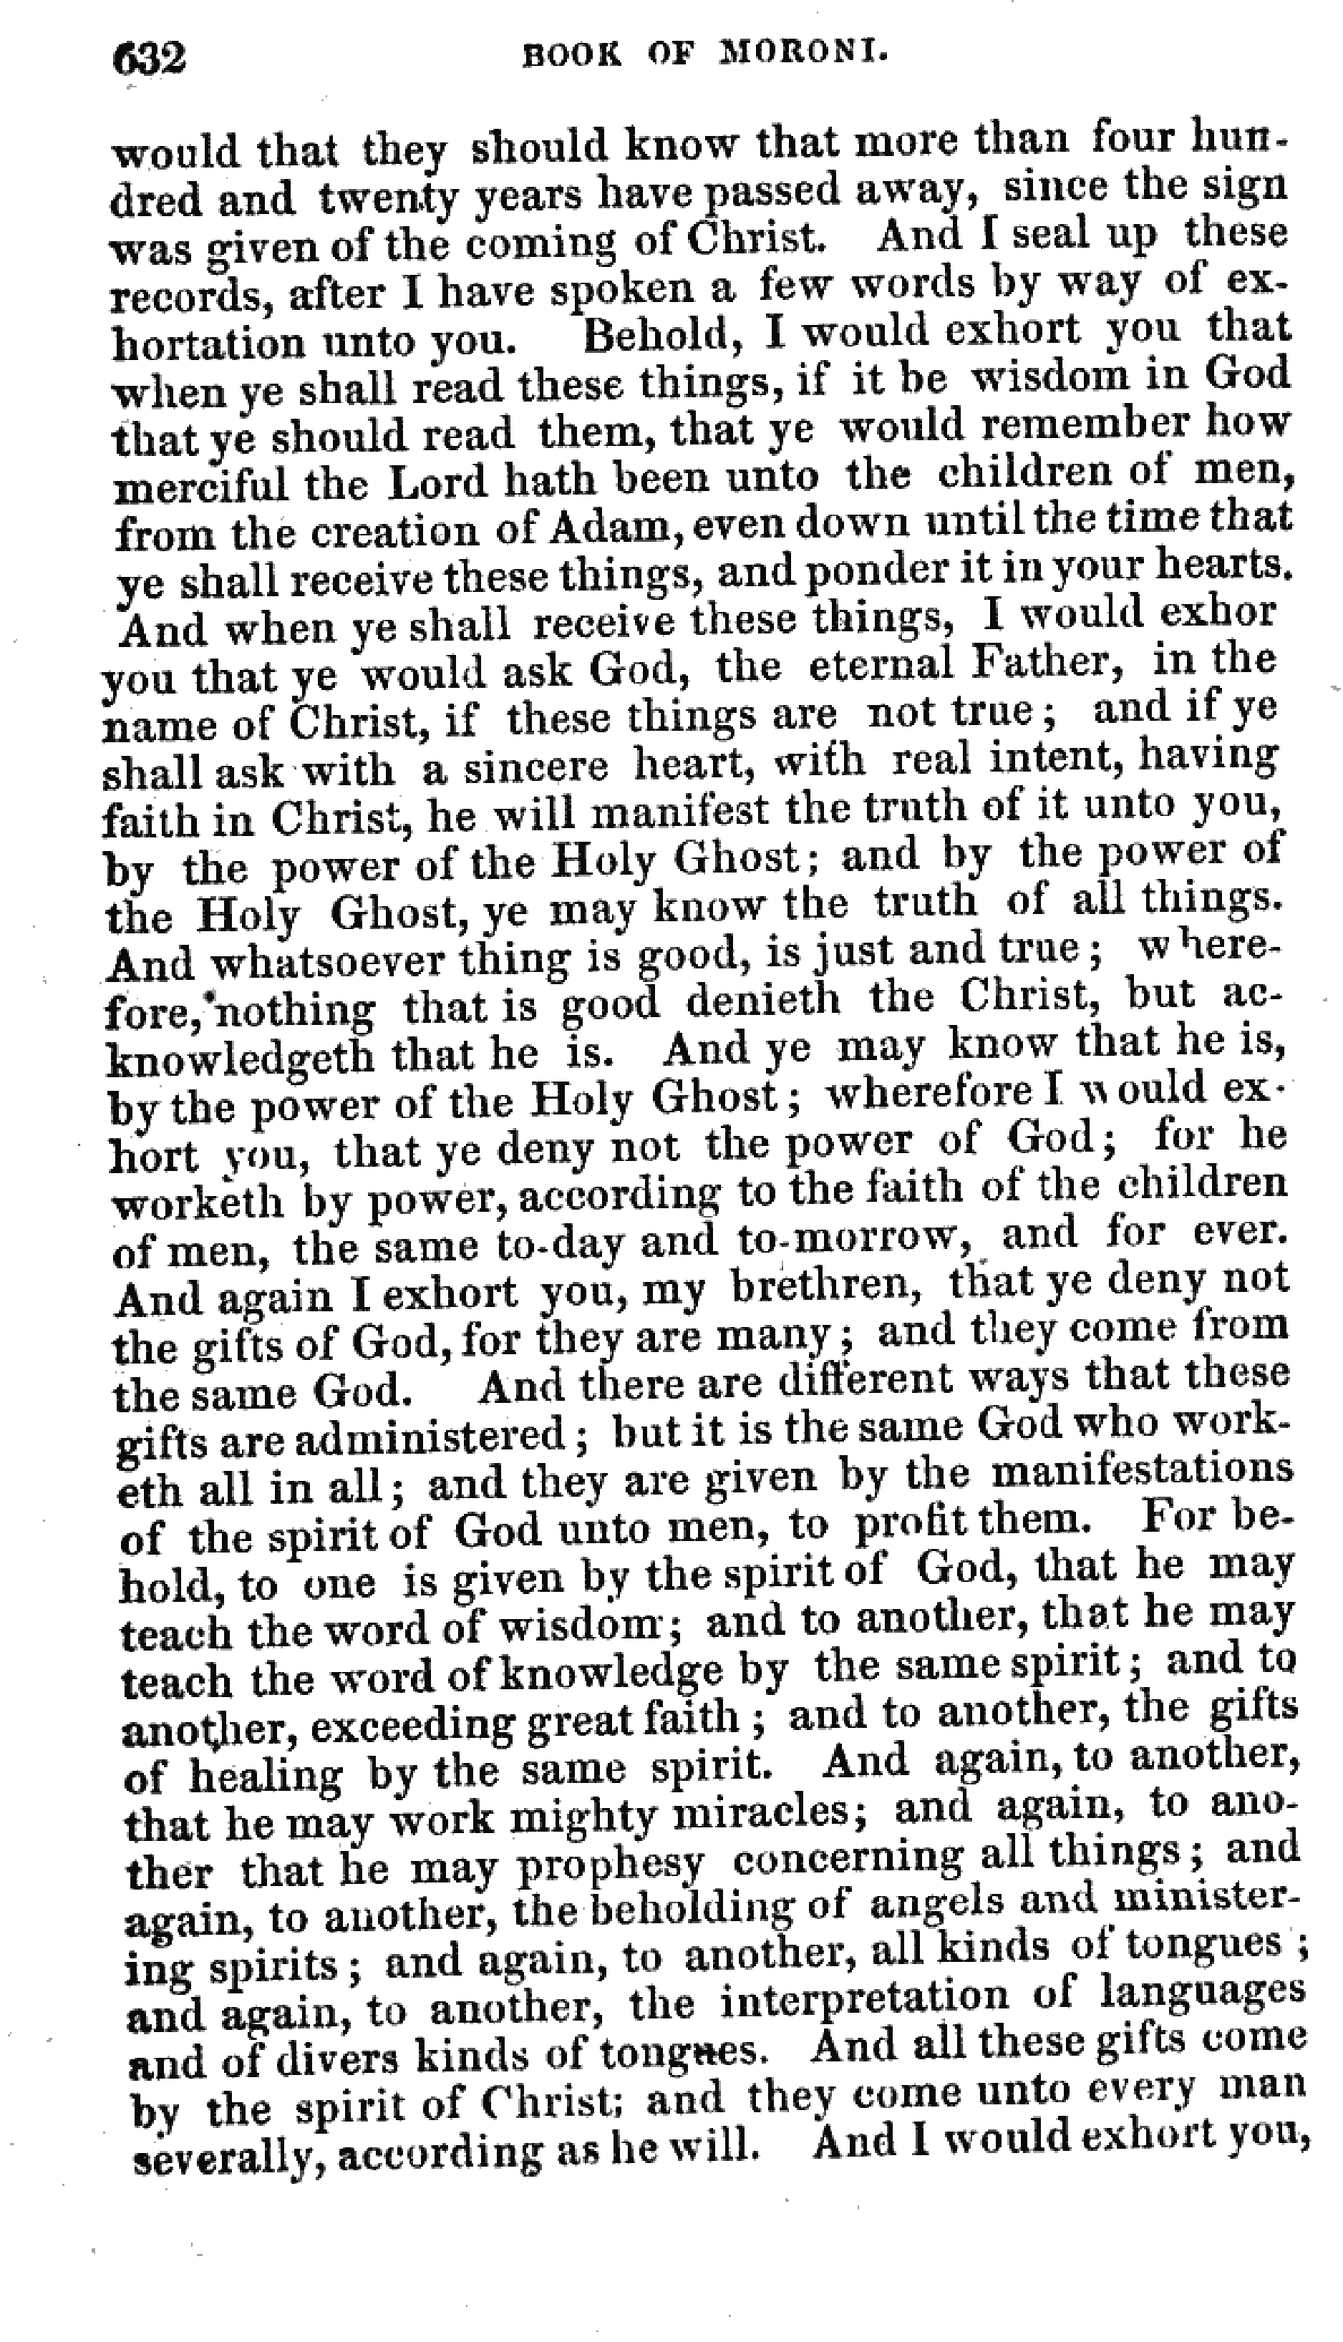 632 BOOK OF MORONI.
would that they should know that more than four hun-
dred and twenty years have passed away, since the sign
was given of the coming of Christ. And I seal up these
records, after I have spoken a few words by way of ex-
hortation unto you. Behold, I would exhort you that
when ye shall read these things, if it be wisdom in God
that ye should read them, that ye would remember how
merciful the Lord hath been unto the children of men,
from the creation of Adam, even down until the time that
ye shall receive these things, and ponder it in your hearts.
And when ye shall receive these things, I would exhor
you that ye would ask God, the eternal Father, in the
name of Christ, if these things are not true; and if ye
shall ask with a sincere heart, with real intent, having
faith in Christ, he will manifest the truth of it unto you,
by the power of the Holy Ghost; and by the power of
the Holy Ghost, ye may know the truth of all things.
And whatsoever thing is good, is just and true; where-
fore, nothing that is good denieth the Christ, but ac-
knowledgeth that he is. And ye may know that he is,
by the power of the Holy Ghost; wherefore I would ex-
hort you, that ye deny not the power of God; for he
worketh by power, according to the faith of the children
of men, the same to-day and to-morrow, and for ever.
And again I exhort you, my brethren, that ye deny not
the gifts of God, for they are many; and they come from
the same God. And there are different ways that these
gifts are administered; but it is the same God who work-
eth all in all; and they are given by the manifestations
of the spirit of God unto men, to profit them. For be-
hold, to one is given by the spirit of God, that he may
teach the word of wisdom; and to another, that he may
teach the word of knowledge by the same spirit; and to
another, exceeding great faith; and to another, the gifts
of healing by the same spirit. And again, to another,
that he may work mighty miracles; and again, to ano-
ther that he may prophesy concerning all things; and
again, to another, the beholding of angels and minister-
ing spirits; and again, to another, all kinds of tongues;
and again, to another, the interpretation of languages
and of divers kinds of tongues. And all these gifts come
by the spirit of Christ; and they come unto every man
severally, according as he will. And I would exhort you,